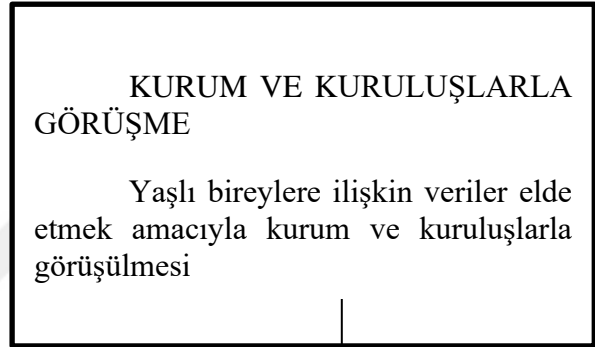 KURUM VE KURULUŞLARLA
GÖRÜŞME
Yaşlı bireylere ilişkin veriler elde
etmek amacıyla kurum ve kuruluşlarla
görüşülmesi